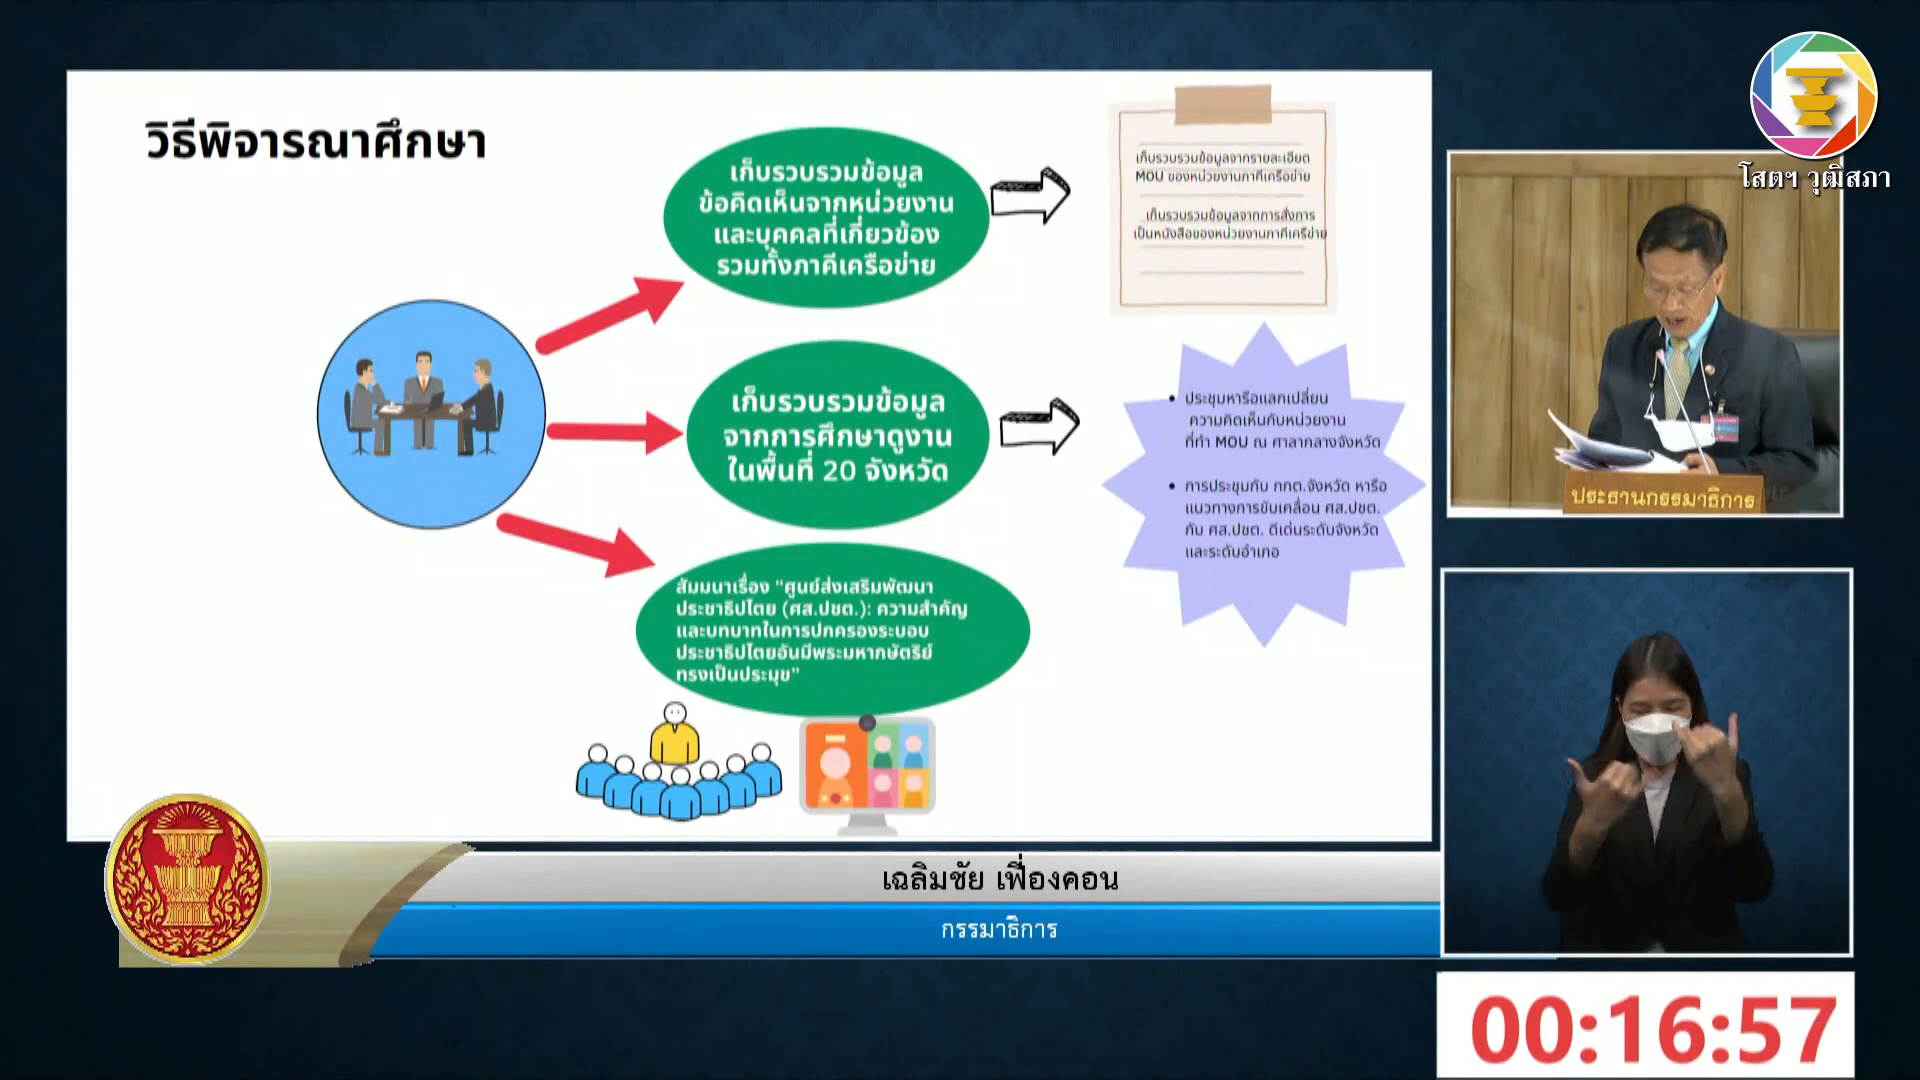 วิธีพิจารณาศึกษา
เก็บรวบรวมข้อมูล
ข้อคิดเห็นจากหน่วยงาน
และบุคคลที่เกี่ยวข้อง
รวมทั้งภาคีเครือข่าย
เก็บรวบรวมข้อมูลจากรายละเอียด
MOU ของหน่วยงานภาคีเครือข่าย
เก็บรวบรวมข้อมูลจากการสั่งการ
เป็นหนังสือของหน่วยงานภาคีเครือข่าย
เก็บรวบรวมข้อมูล
จากการศึกษาดูงาน
ในพื้นที่ 20 จังหวัด
• ประชุมหารือแลกเปลี่ยน
ความคิดเห็นกับหน่วยงาน
ที่ทำ MOU ณ ศาลากลางจังหวัด
• การประชุมกับ กกต.จังหวัด หารือ
แนวทางการขับเคลื่อน ศส.ปชต.
กับ ศส.ปชต. ดีเด่นระดับจังหวัด
และระดับอำเภอ
สัมมนาเรื่อง "ศูนย์ส่งเสริมพัฒนา
ประชาธิปไตย (ศส.ปชต.): ความสำคัญ
และบทบาทในการปกครองระบอบ
ประชาธิปไตยอันมีพระมหากษัตริย์
ทรงเป็นประมุข"
โสตฯ วุฒิสภา
ประธานกรรมาธิการ
เฉลิมชัย เฟื่องคอน
กรรมาธิการ
00:16:57